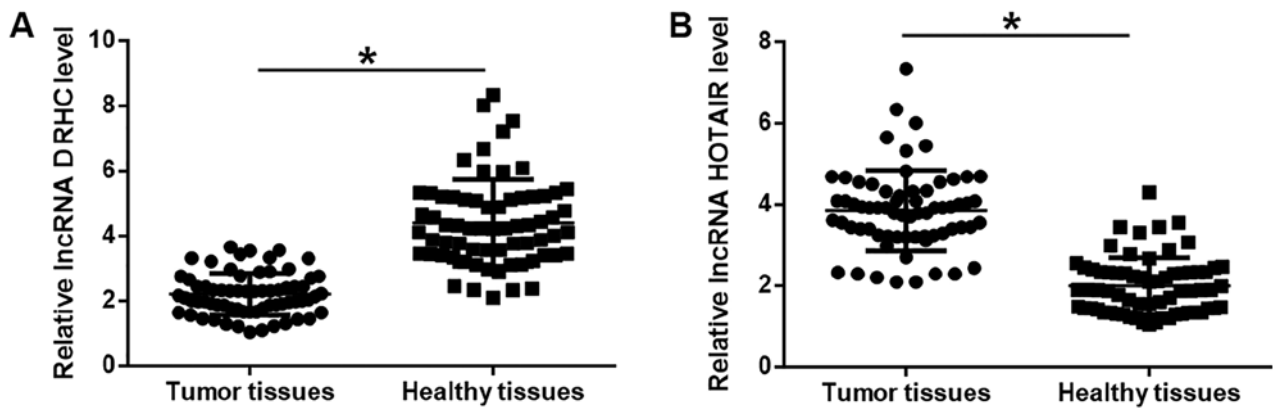 A
Relative lncRNA DRHC level
10
8
6
4
2
0
*
Tumor tissues
Healthy tissues
B
Relative lncRNA HOTAIR level
8
6
4
2
0
*
Tumor tissues
Healthy tissues